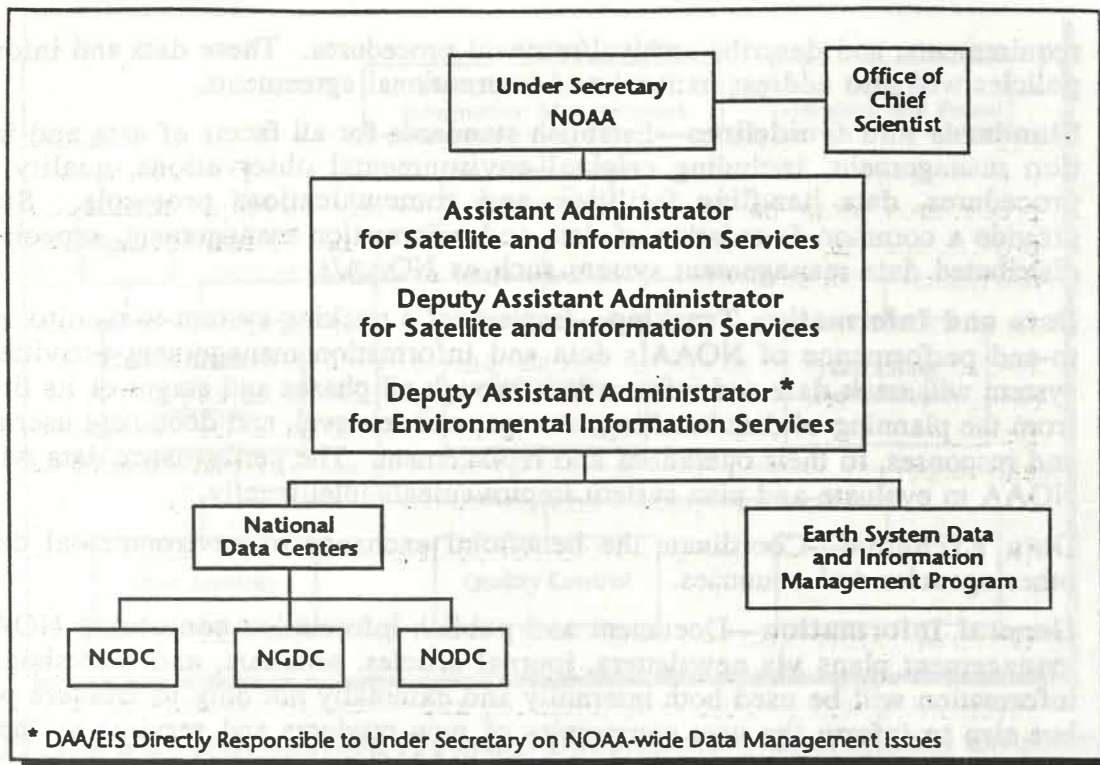 Under Secretary
NOAA
Office of
Chief
Scientist
Assistant Administrator
for Satellite and Information Services
Deputy Assistant Administrator
for Satellite and Information Services
Deputy Assistant Administrator *
for Environmental Information Services
National
Data Centers
Earth System Data
and Information
Management Program
NCDC
NGDC
NODC
* DAA/EIS Directly Responsible to Under Secretary on NOAA-wide Data Management Issues